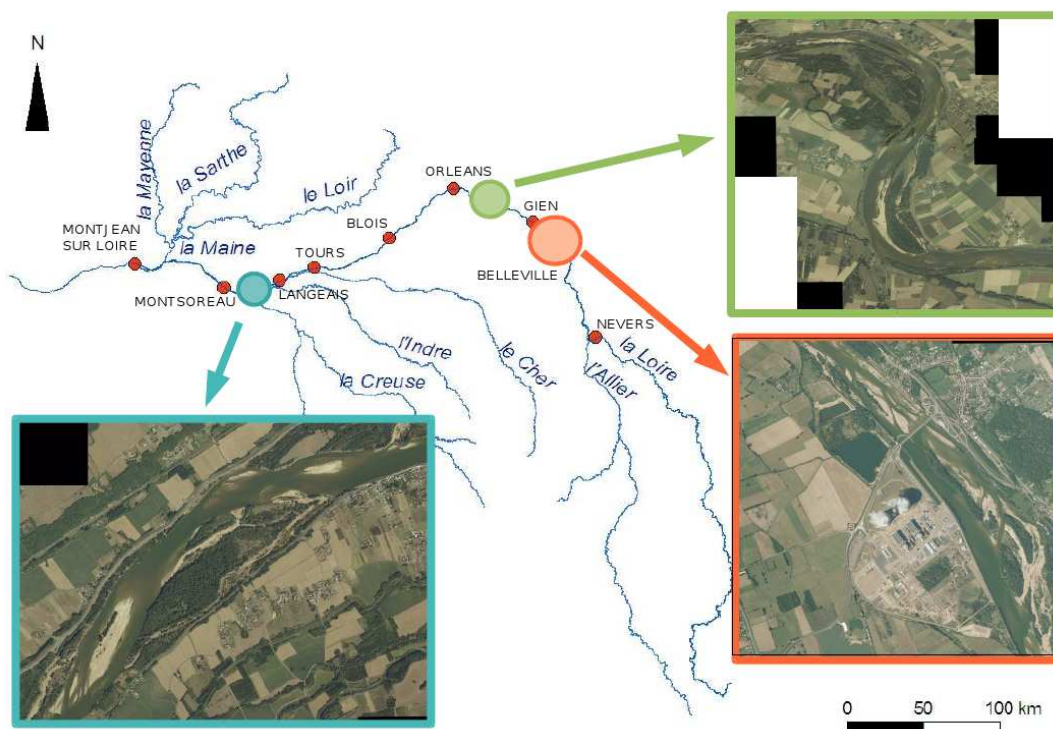 N
la Mayenne
la Sarthe
le Loir
ORLEANS
GIEN
BLOIS
MONTJEAN
SUR LOIRE
la Maine
TOURS
BELLEVILLE
MONTSOREAU
LANGEAIS
NEVERS
l'Indre
le Cher
la Loire
l'Allier
la Creuse
0 50 100 km